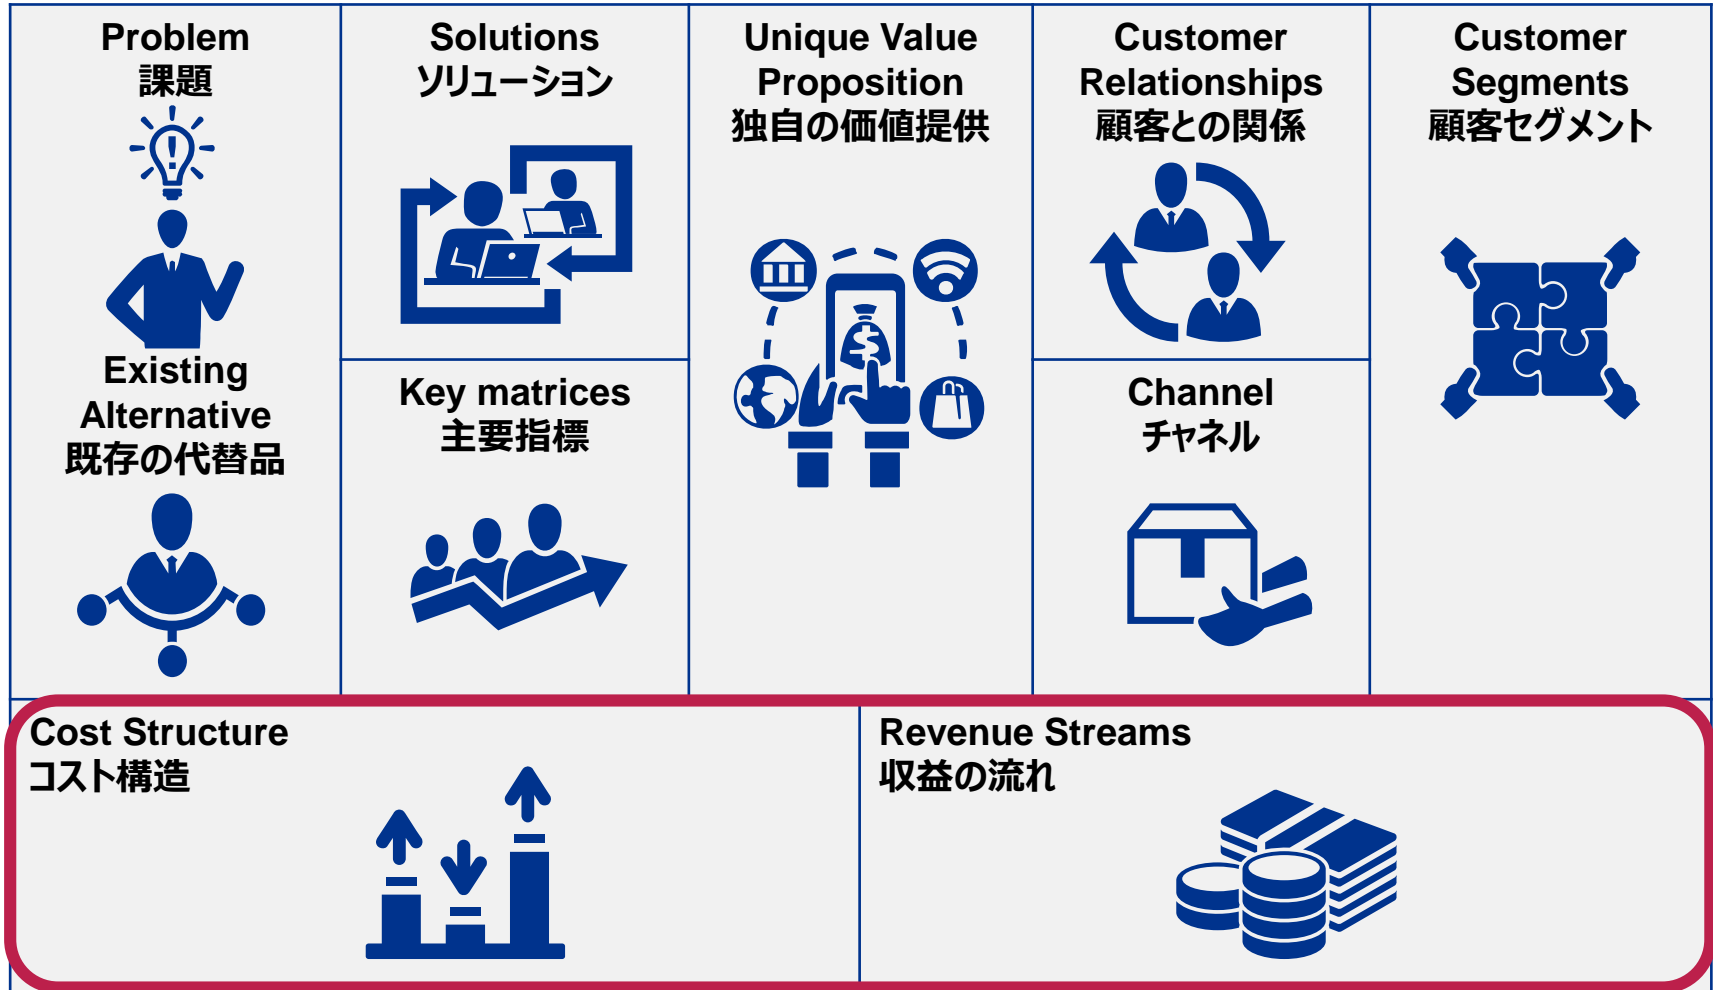 Problem
課題
Existing
Alternative
既存の代替品
Solutions
ソリューション
Key matrices
主要指標
Unique Value
Proposition
独自の価値提供
Customer
Relationships
顧客との関係
Channel
チャネル
Customer
Segments
顧客セグメント
Cost Structure
コスト構造
Revenue Streams
収益の流れ